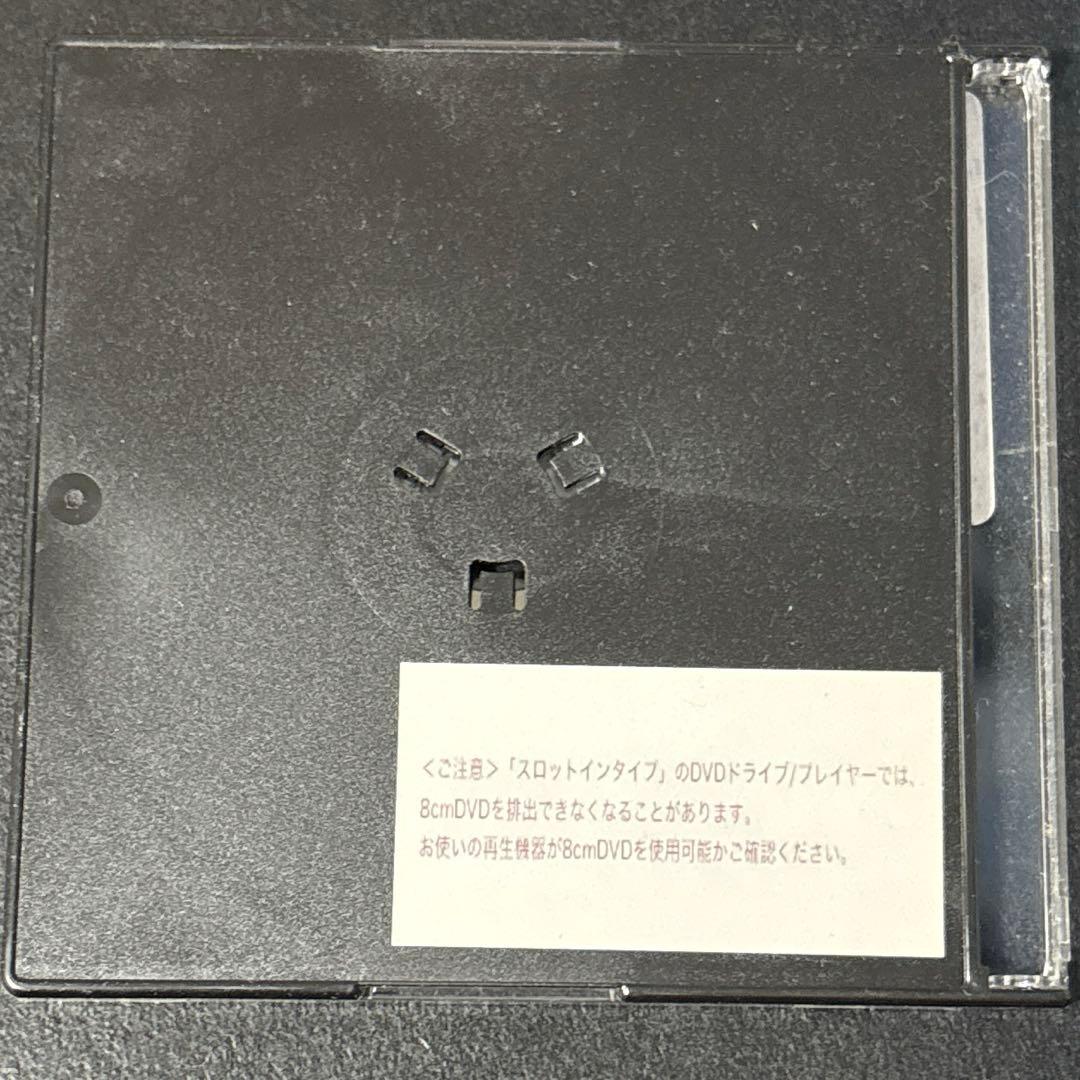 ＜ご注意＞「スロットインタイプ」のDVDドライブ/プレイヤーでは、
8cmDVDを排出できなくなることがあります。
お使いの再生機器が8cmDVDを使用可能かご確認ください。